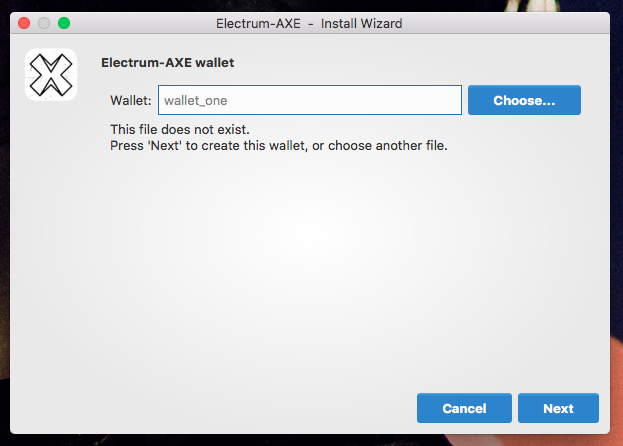 Electrum-AXE - Install Wizard
Electrum-AXE wallet
Wallet: wallet_one Choose...
This file does not exist.
Press 'Next' to create this wallet, or choose another file.
Cancel Next